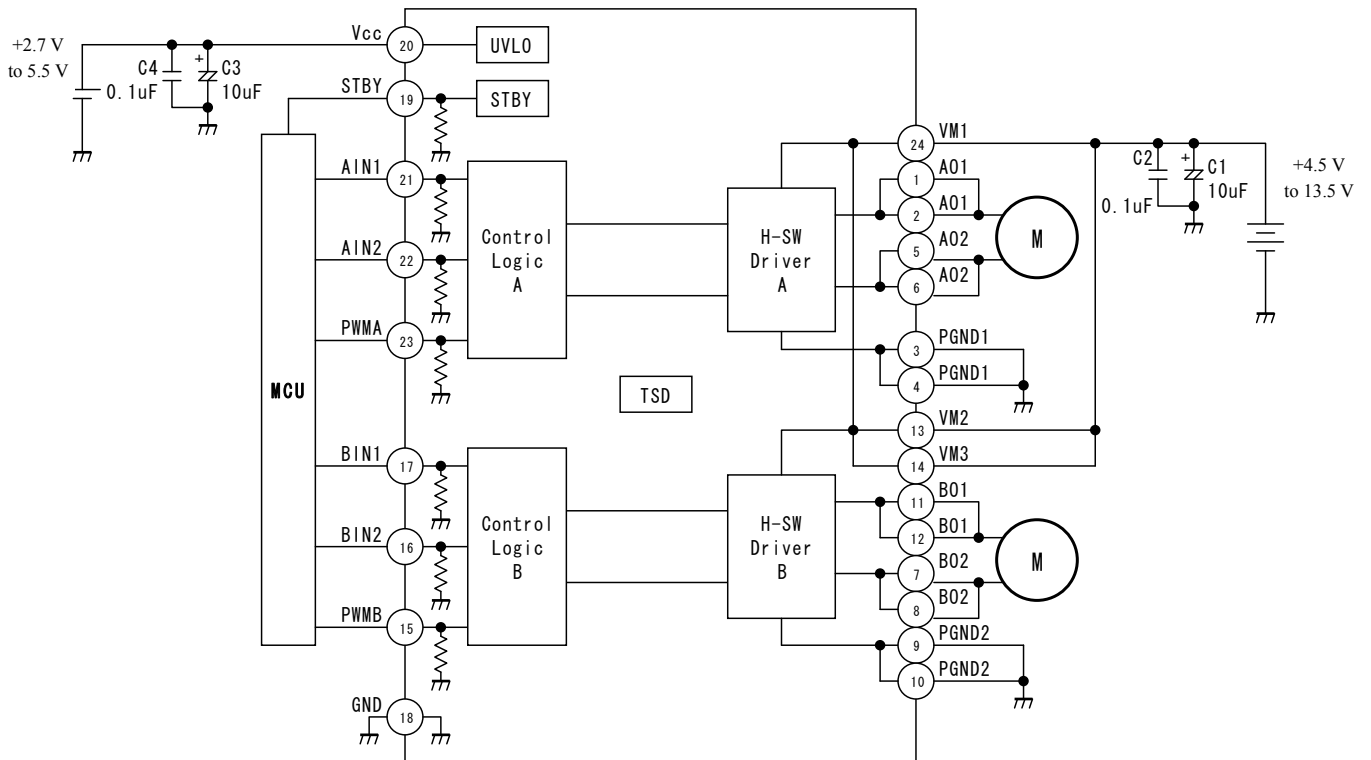 +2.7 V
to 5.5 V
C4
0.1uF
+
C3
10uF
Vcc
20
UVLO
STBY
19
STBY
MCU
AIN1
21
AIN2
22
PWMA
23
Control
Logic
A
H-SW
Driver
A
TSD
BIN1
17
BIN2
16
PWMB
15
Control
Logic
B
H-SW
Driver
B
GND
18
24
VM1
1
AO1
2
AO1
5
AO2
6
AO2
M
3
PGND1
4
PGND1
13
VM2
14
VM3
11
BO1
12
BO1
7
BO2
8
BO2
M
9
PGND2
10
PGND2
C2
0.1uF
+
C1
10uF
+4.5 V
to 13.5 V